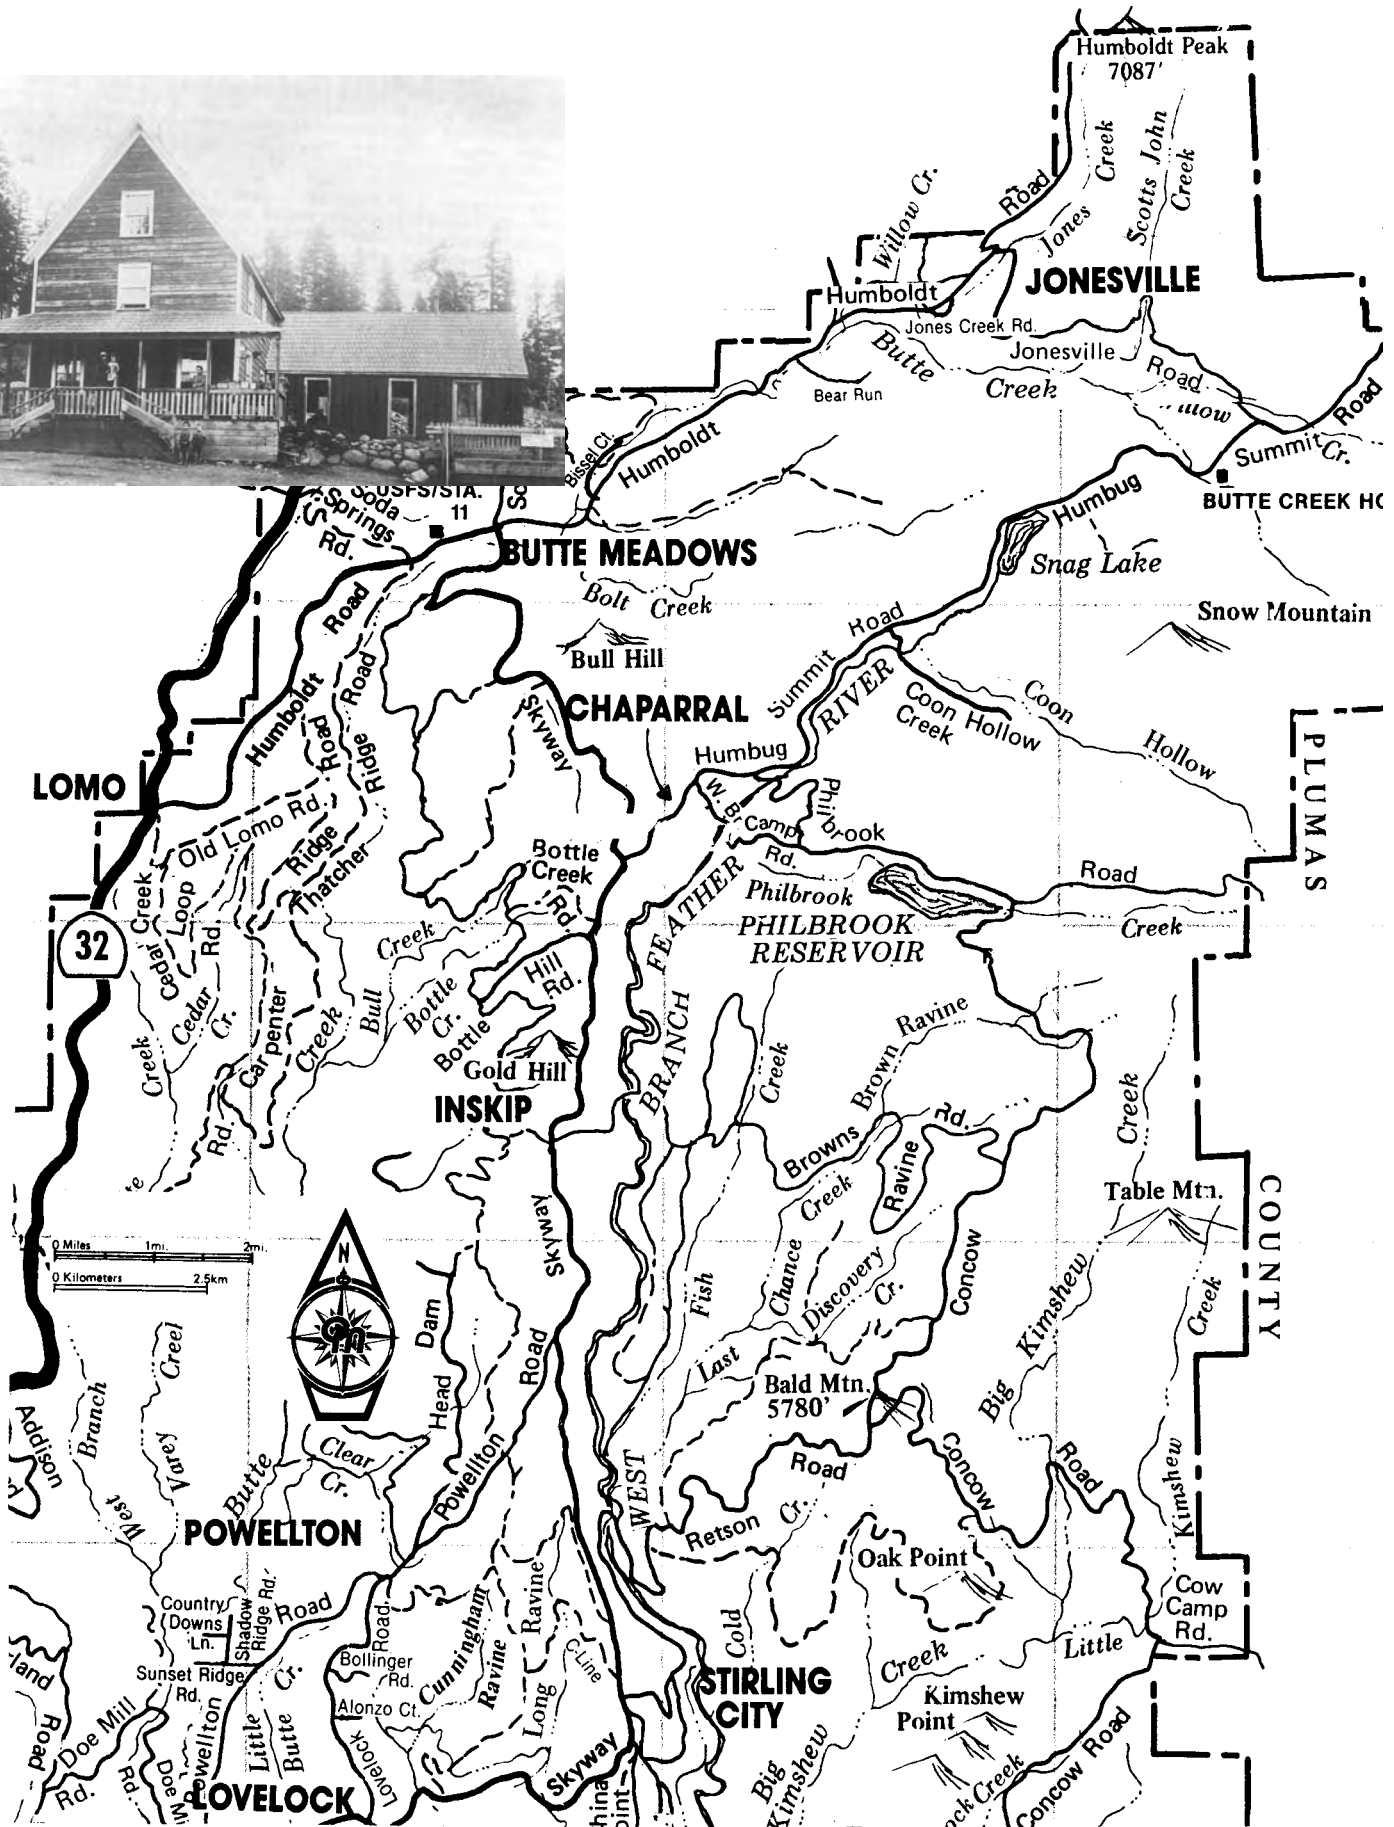 Humboldt Peak
7087'
Jones
Creek
Scotts John
Creek
Road
Willow Cr.
JONESVILLE
Humboldt
Jones Creek Rd.
Jonesville
Road
Butte
Creek
Bear Run
Road
Summit
Cr.
Bissel Ct.
Humboldt
Humbug
BUTTE CREEK HO
USFS/STA.
11
Soda
Springs
Rd.
BUTTE MEADOWS
Snag Lake
Bolt Creek
Snow Mountain
Road
Summit
Bull Hill
RIVER
Coon Hollow
Creek
Coon
Hollow
Humboldt
Road
Ridge
Road
Skyway
CHAPARRAL
Humbug
PLUMAS
LOMO
W. Br.
Camp
Rd.
Philbrook
Road
Old Lomo Rd.
Ridge
Thatcher
Bottle
Creek
Rd.
Philbrook
Creek
PHILBROOK
RESERVOIR
FEATHER
32
Cedar Creek
Loop
Rd.
Creek
Hill
Rd.
Cedar
Cr.
Carpenter
Rd.
Creek
Bull
Bottle
Cr.
Bottle
Creek
Gold Hill
BRANCH
Creek
Brown Ravine
INSKIP
Browns
Rd.
Ravine
Creek
Creek
Table Mtn.
COUNTY
0 Miles 1mi. 2mi.
0 Kilometers 2.5km
N
Skyway
Fish
Last
Chance
Creek
Discovery
Cr.
Concow
Big
Kimshew
Creek
Dam
Head
Road
Powellton
Bald Mtn.
5780'
Addison
West
Branch
Varey
Butte
Clear
Cr.
WEST
Road
Concow
Road
Kimshew
POWELLTON
Retson
Cr.
Oak Point
Country
Downs
Ln.
Shadow
Ridge Rd.
Road
Cow
Camp
Rd.
Sunset Ridge
Rd.
Road
Bollinger
Rd.
Cunningham
Ravine
Long
Ravine
C-Line
Cold
Creek
Little
Alonzo Ct.
STIRLING
CITY
Kimshew
Point
Road
Doe Mill
Rd.
Little
Butte
Cr.
Lovelock
LOVELOCK
Skyway
Big
Kimshew
Creek
Concow Road